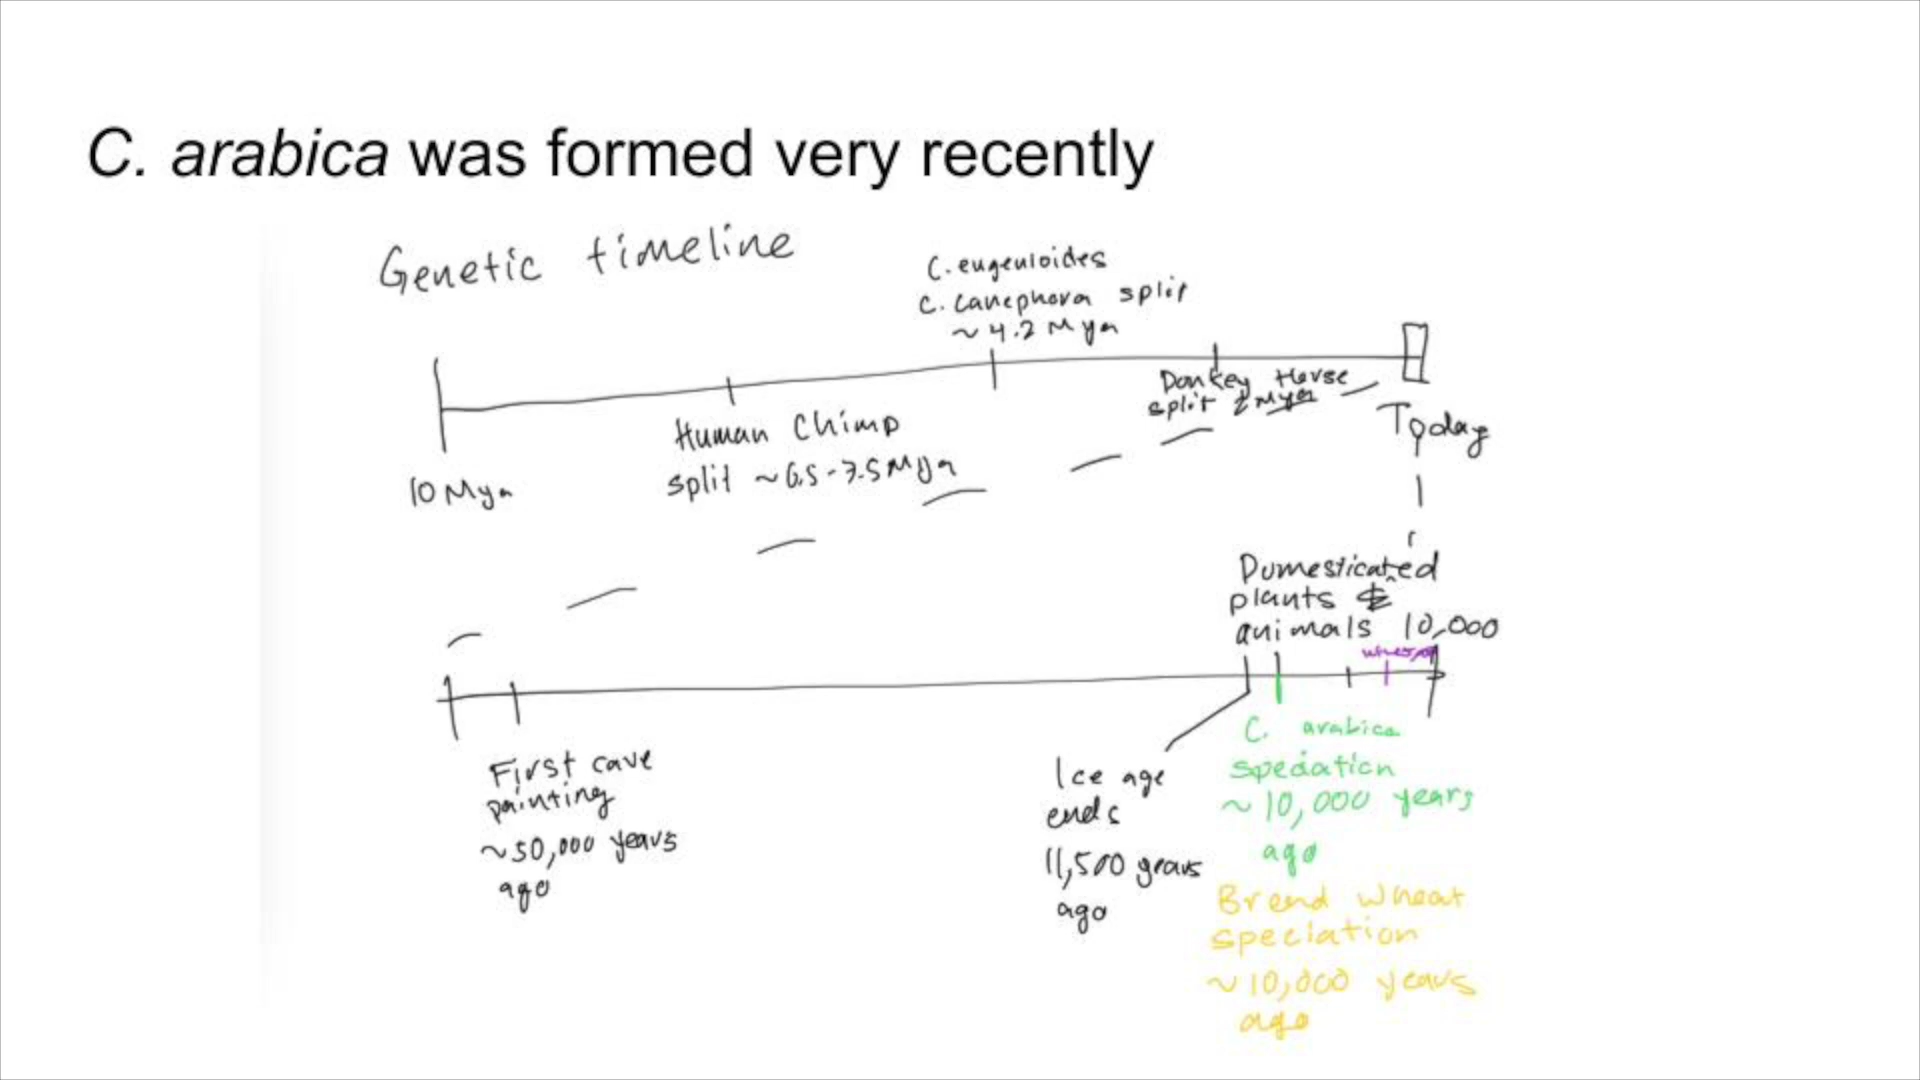 C. arabica was formed very recently
Genetic timeline
C. eugenioides
C. canephora split
~ 4.2 Mya
10 Mya
Human Chimp
split ~6.5-7.5 Mya
Donkey Horse
split 2 Mya
Today
Domesticated
plants &
animals 10,000
First cave
painting
~50,000 years
ago
Ice age
ends
11,500 years
ago
C. arabica
speciation
~ 10,000 years
ago
Bread wheat
speciation
~ 10,000 years
ago